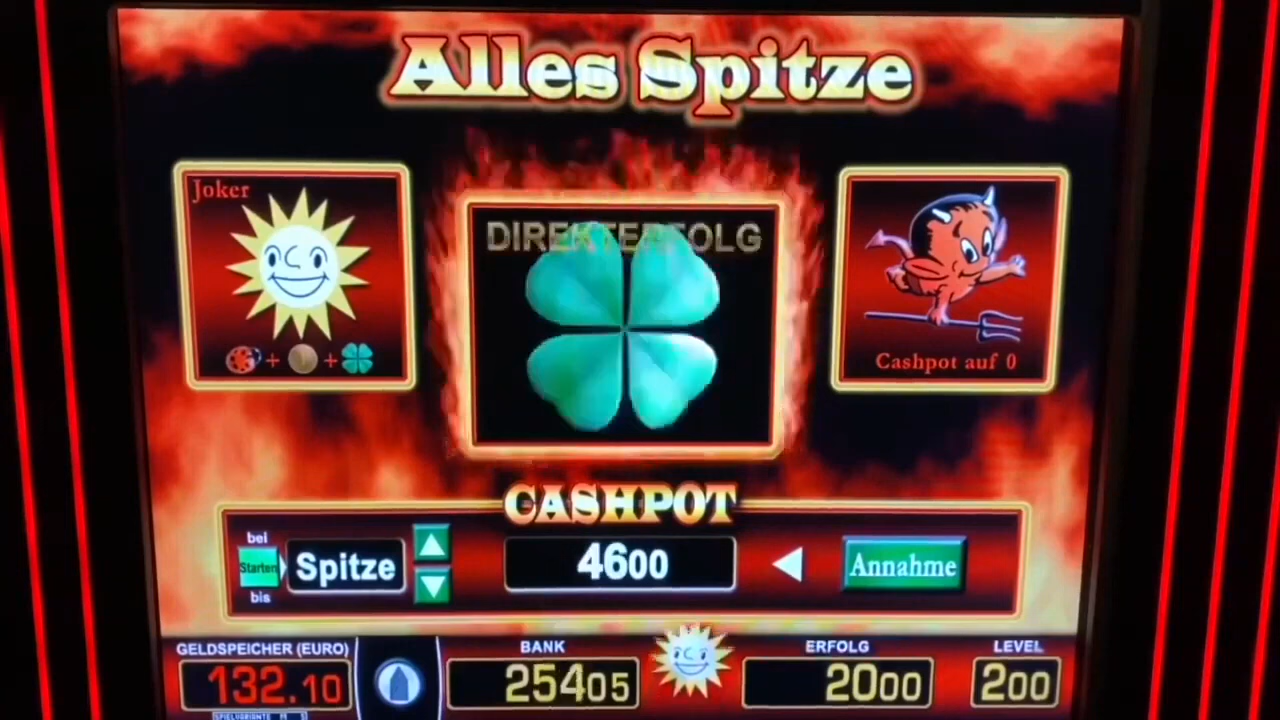 Alles Spitze
Joker
DIREKTERFOLG
+ +
Cashpot auf 0
CASHPOT
bei
Starten
bis
Spitze
4600
Annahme
GELDSPEICHER (EURO)
BANK
ERFOLG
LEVEL
132.10
25405
2000
200
SPIELVARIANTE